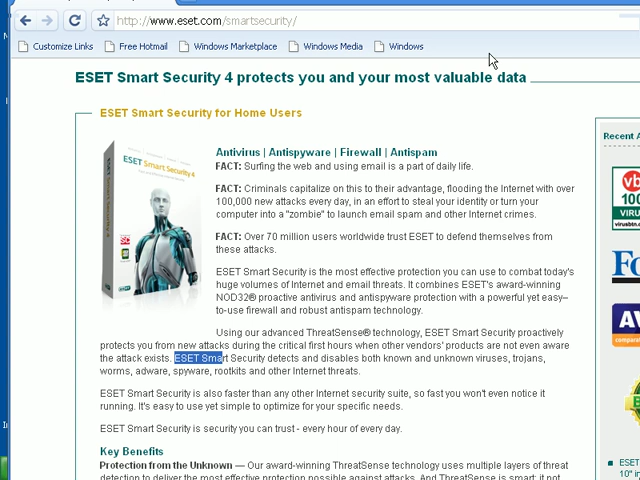 http://www.eset.com/smartsecurity/
Customize Links Free Hotmail Windows Marketplace Windows Media Windows
ESET Smart Security 4 protects you and your most valuable data
ESET Smart Security for Home Users
ESET Smart Security 4
Antivirus | Antispyware | Firewall | Antispam
FACT: Surfing the web and using email is a part of daily life.
FACT: Criminals capitalize on this to their advantage, flooding the Internet with over
100,000 new attacks every day, in an effort to steal your identity or turn your
computer into a "zombie" to launch email spam and other Internet crimes.
FACT: Over 70 million users worldwide trust ESET to defend themselves from
these attacks.
ESET Smart Security is the most effective protection you can use to combat today's
huge volumes of Internet and email threats. It combines ESET's award-winning
NOD32® proactive antivirus and antispyware protection with a powerful yet easy–
to-use firewall and robust antispam technology.
Using our advanced ThreatSense® technology, ESET Smart Security proactively
protects you from new attacks during the critical first hours when other vendors' products are not even aware
the attack exists. ESET Smart Security detects and disables both known and unknown viruses, trojans,
worms, adware, spyware, rootkits and other Internet threats.
ESET Smart Security is also faster than any other Internet security suite, so fast you won't even notice it
running. It's easy to use yet simple to optimize for your specific needs.
ESET Smart Security is security you can trust - every hour of every day.
Key Benefits
Protection from the Unknown — Our award-winning ThreatSense technology uses multiple layers of threat
detection to deliver the most effective protection possible against attacks. And ThreatSense is smart: it not
Recent A
vb
100
VIRUS
virusbtn.c
Fo
AV
comparati
ESET
10" in